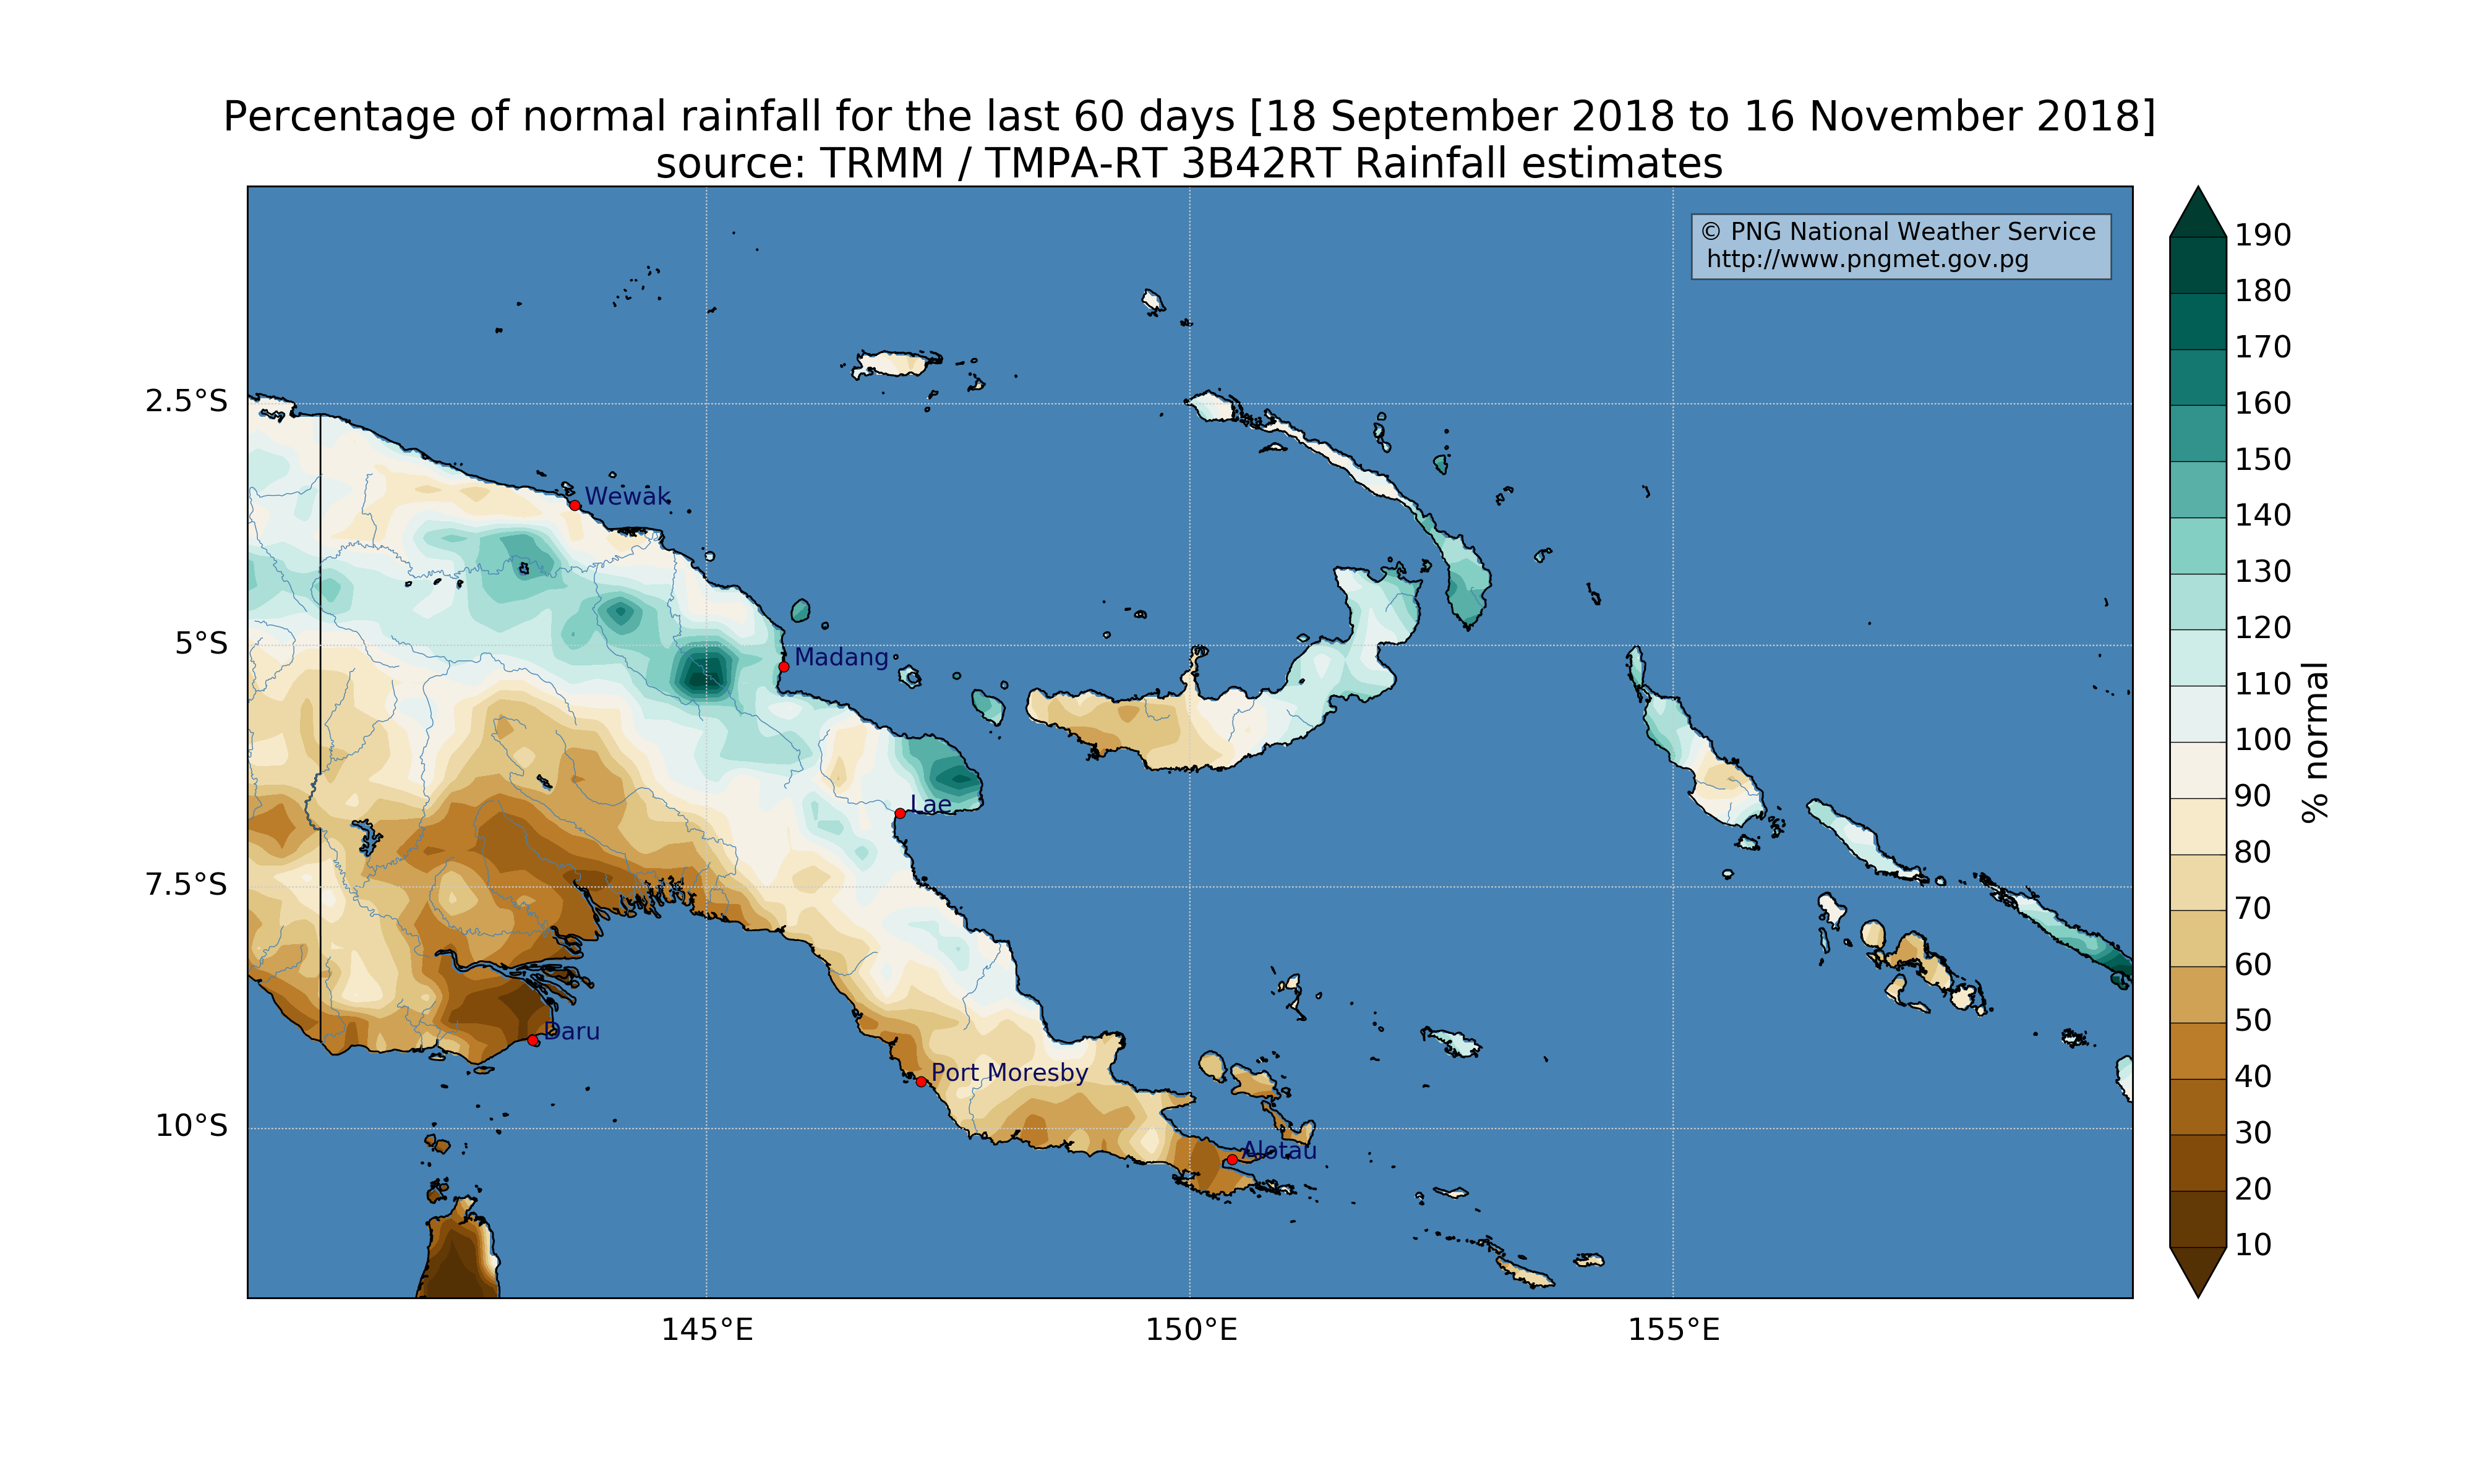 Percentage of normal rainfall for the last 60 days [18 September 2018 to 16 November 2018]
source: TRMM / TMPA-RT 3B42RT Rainfall estimates
© PNG National Weather Service
http://www.pngmet.gov.pg
190
180
170
160
150
140
130
120
110
100
90
80
70
60
50
40
30
20
10
% normal
2.5°S
5°S
7.5°S
10°S
Wewak
Madang
Lae
Daru
Port Moresby
Alotau
145°E
150°E
155°E